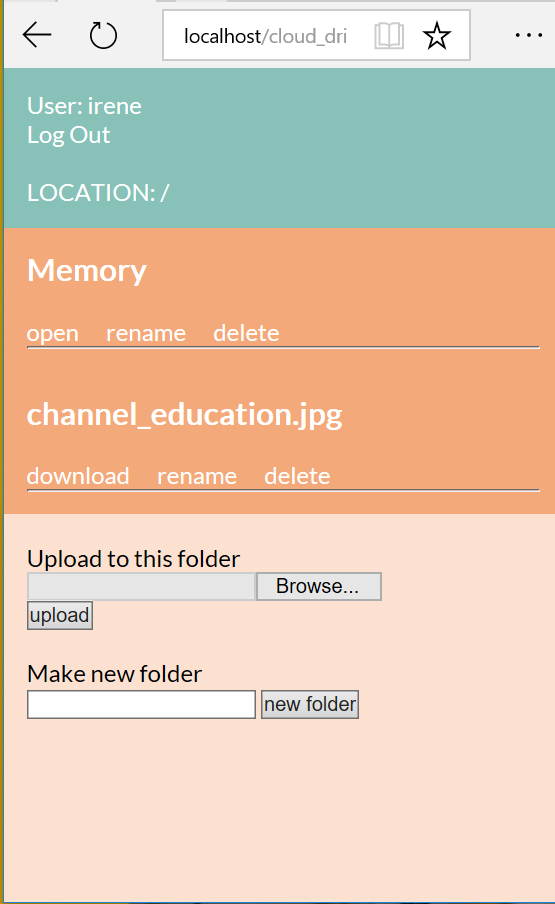 localhost/cloud_dri
User: irene
Log Out
LOCATION: /
Memory
open rename delete
channel_education.jpg
download rename delete
Upload to this folder
Browse...
upload
Make new folder
new folder